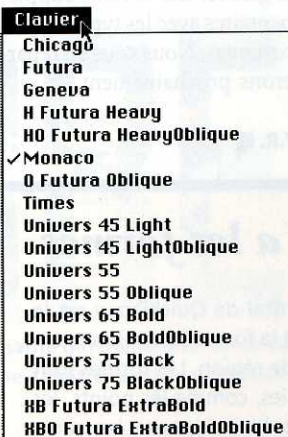 Clavier
Chicago
Futura
Geneva
H Futura Heavy
HO Futura HeavyOblique
✓Monaco
O Futura Oblique
Times
Univers 45 Light
Univers 45 LightOblique
Univers 55
Univers 55 Oblique
Univers 65 Bold
Univers 65 BoldOblique
Univers 75 Black
Univers 75 BlackOblique
XB Futura ExtraBold
XBO Futura ExtraBoldOblique